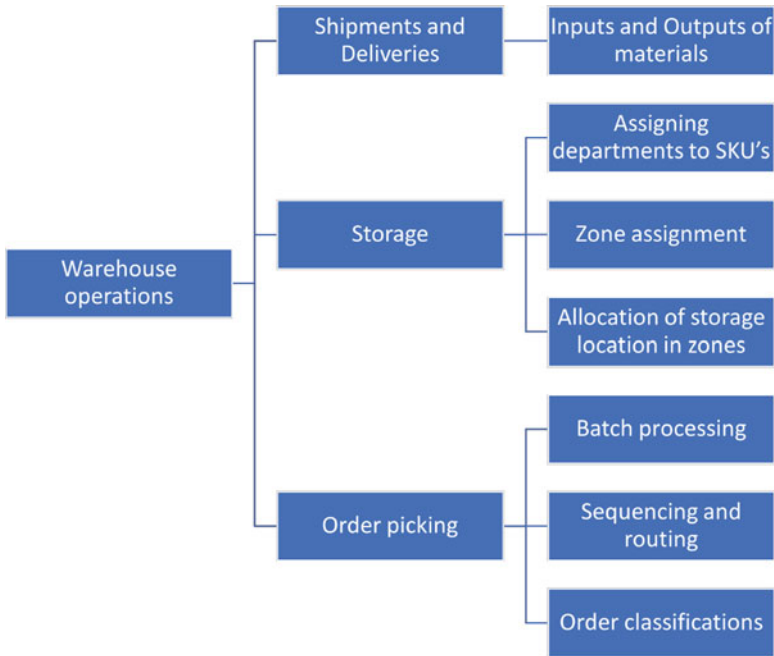 Warehouse
operations
Shipments and
Deliveries
Inputs and Outputs of
materials
Storage
Assigning
departments to SKU's
Zone assignment
Allocation of storage
location in zones
Order picking
Batch processing
Sequencing and
routing
Order classifications